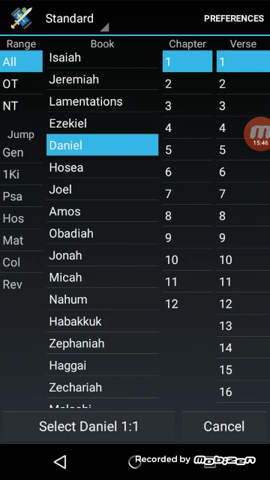 Standard
PREFERENCES
Range Book Chapter Verse
All
OT
NT
Jump
Gen
1Ki
Psa
Hos
Mat
Col
Rev
Isaiah
Jeremiah
Lamentations
Ezekiel
Daniel
Hosea
Joel
Amos
Obadiah
Jonah
Micah
Nahum
Habakkuk
Zephaniah
Haggai
Zechariah
Malachi
1
2
3
4
5
6
7
8
9
10
11
12
1
2
3
4
5
6
7
8
9
10
11
12
13
14
15
16
15:46
Select Daniel 1:1
Cancel
Recorded by mobizen